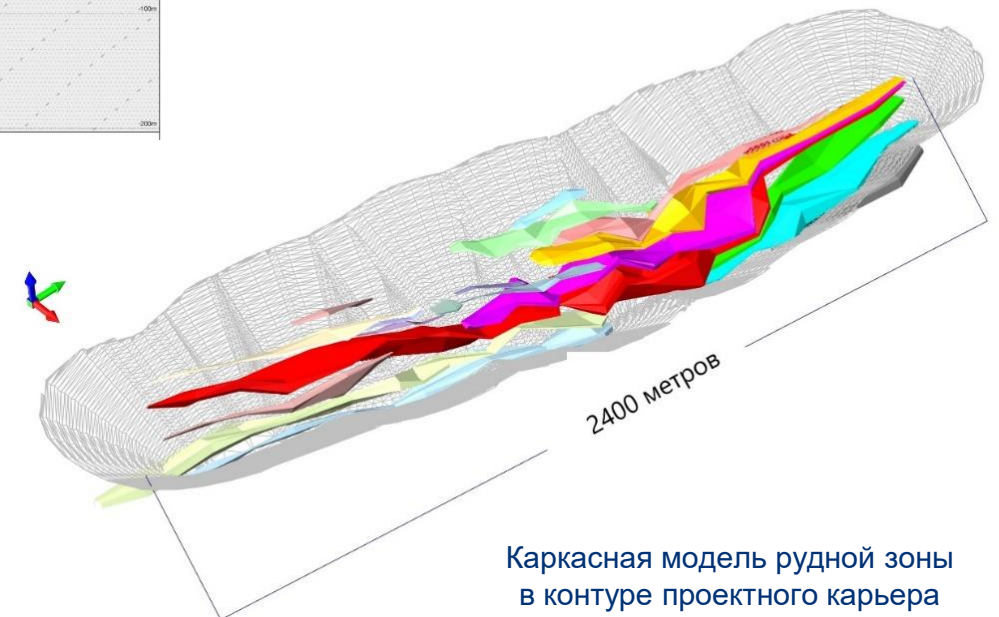 -100m
-200m
2400 метров
Каркасная модель рудной зоны
в контуре проектного карьера